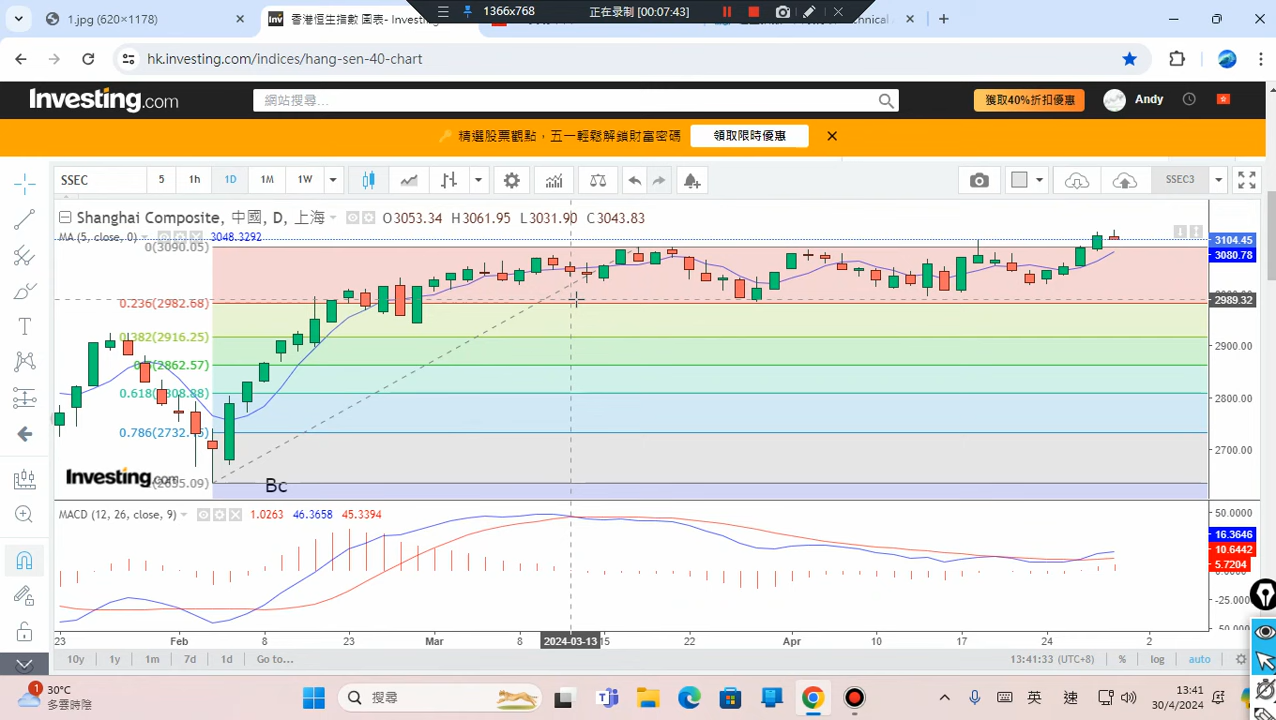 1.jpg (620×1178)
香港恒生指數 圖表- Investing
1366x768
正在录制 [00:07:43]
hk.investing.com/indices/hang-sen-40-chart
Investing.com
網站搜尋...
獲取40%折扣優惠
Andy
精選股票觀點，五一輕鬆解鎖財富密碼
領取限時優惠
SSEC
5
1h
1D
1M
1W
SSEC3
Shanghai Composite, 中國, D, 上海
O3053.34 H3061.95 L3031.90 C3043.83
MA (5, close, 0)
3048.3292
3104.45
0(3090.05)
3080.78
0.236(2982.68)
2989.32
0.382(2916.25)
2900.00
2862.57)
0.618(
2800.00
0.786(2732.
2700.00
Investing
Bc
MACD (12, 26, close, 9)
1.0263 46.3658 45.3394
50.0000
16.3646
10.6442
5.7204
23
Feb
8
23
Mar
8
2024-03-13
15
22
Apr
10
17
24
2
10y
1y
1m
7d
1d
Go to...
13:41:33 (UTC+8)
%
log
auto
1
30°C
多雲時陰
搜尋
英
速
13:41
30/4/2024